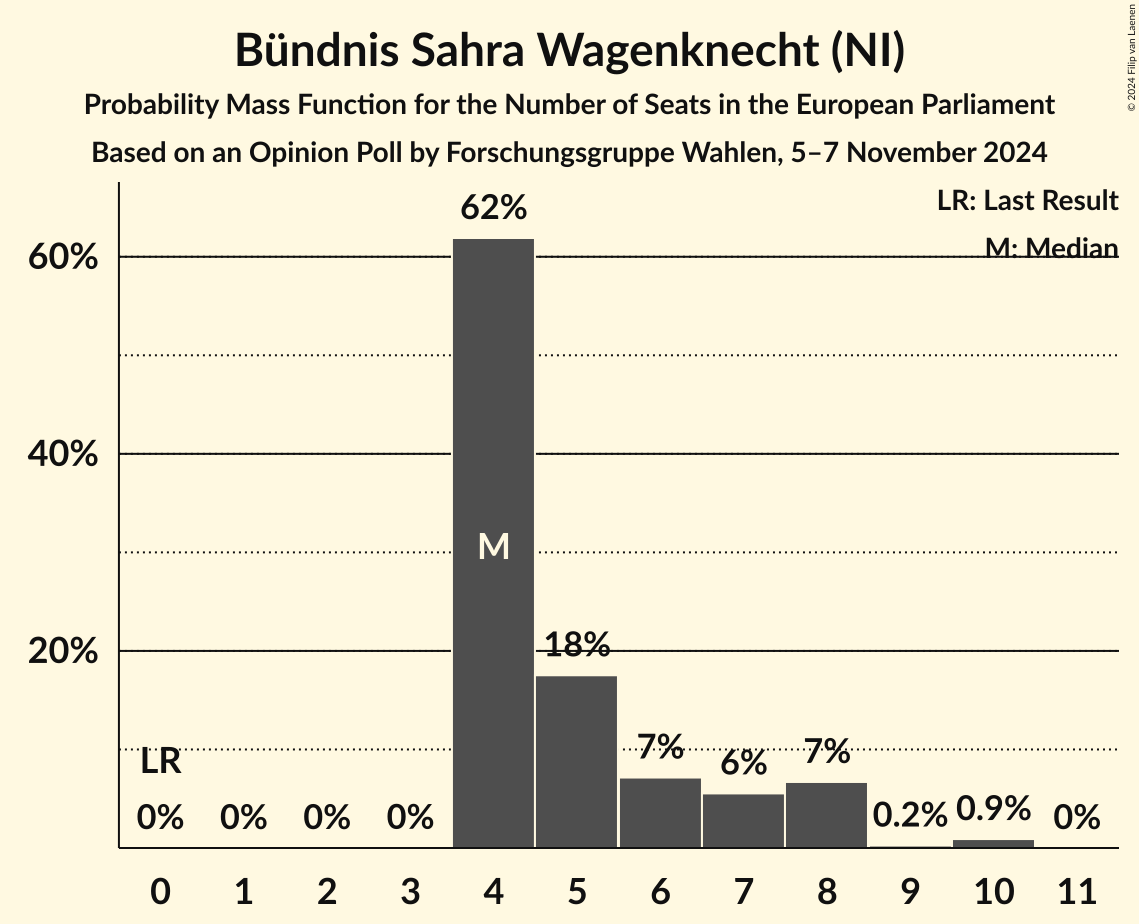 Bündnis Sahra Wagenknecht (NI)
Probability Mass Function for the Number of Seats in the European Parliament
Based on an Opinion Poll by Forschungsgruppe Wahlen, 5–7 November 2024
© 2024 Filip van Laenen
LR: Last Result
M: Median
60%
40%
20%
62%
M
18%
7%
6%
7%
0.2%
0.9%
0%
LR
0%
0%
0%
0%
0 1 2 3 4 5 6 7 8 9 10 11